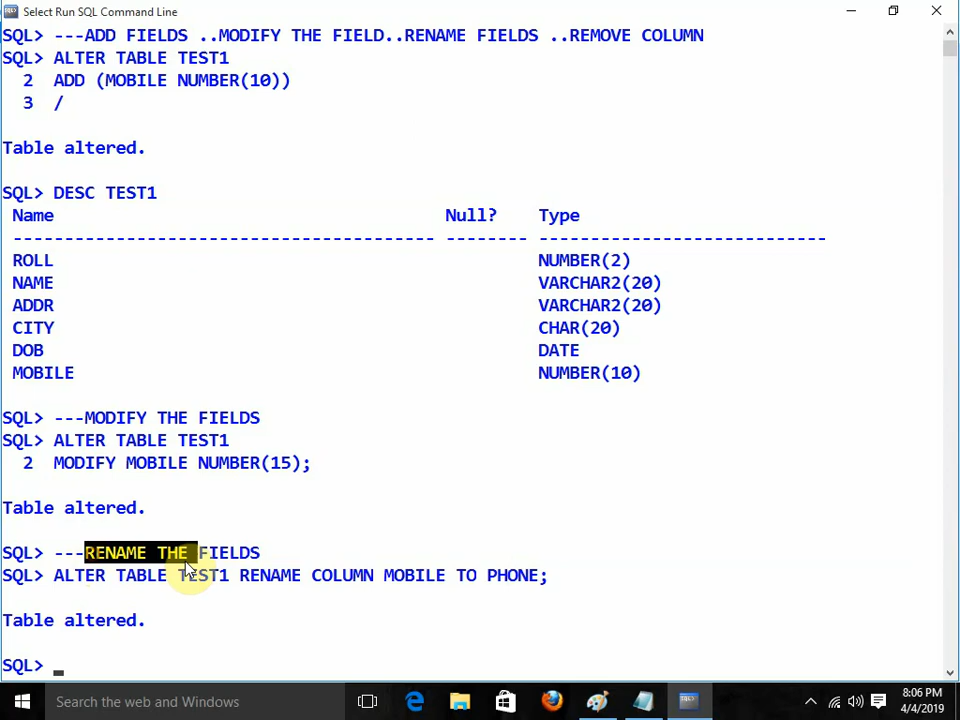 Select Run SQL Command Line
SQL> ---ADD FIELDS ..MODIFY THE FIELD..RENAME FIELDS ..REMOVE COLUMN
SQL> ALTER TABLE TEST1
2 ADD (MOBILE NUMBER(10))
3 /
Table altered.
SQL> DESC TEST1
Name Null? Type
----------------------------------------- -------- ----------------------------
ROLL NUMBER(2)
NAME VARCHAR2(20)
ADDR VARCHAR2(20)
CITY CHAR(20)
DOB DATE
MOBILE NUMBER(10)
SQL> ---MODIFY THE FIELDS
SQL> ALTER TABLE TEST1
2 MODIFY MOBILE NUMBER(15);
Table altered.
SQL> ---RENAME THE FIELDS
SQL> ALTER TABLE TEST1 RENAME COLUMN MOBILE TO PHONE;
Table altered.
SQL> _
Search the web and Windows
8:06 PM
4/4/2019